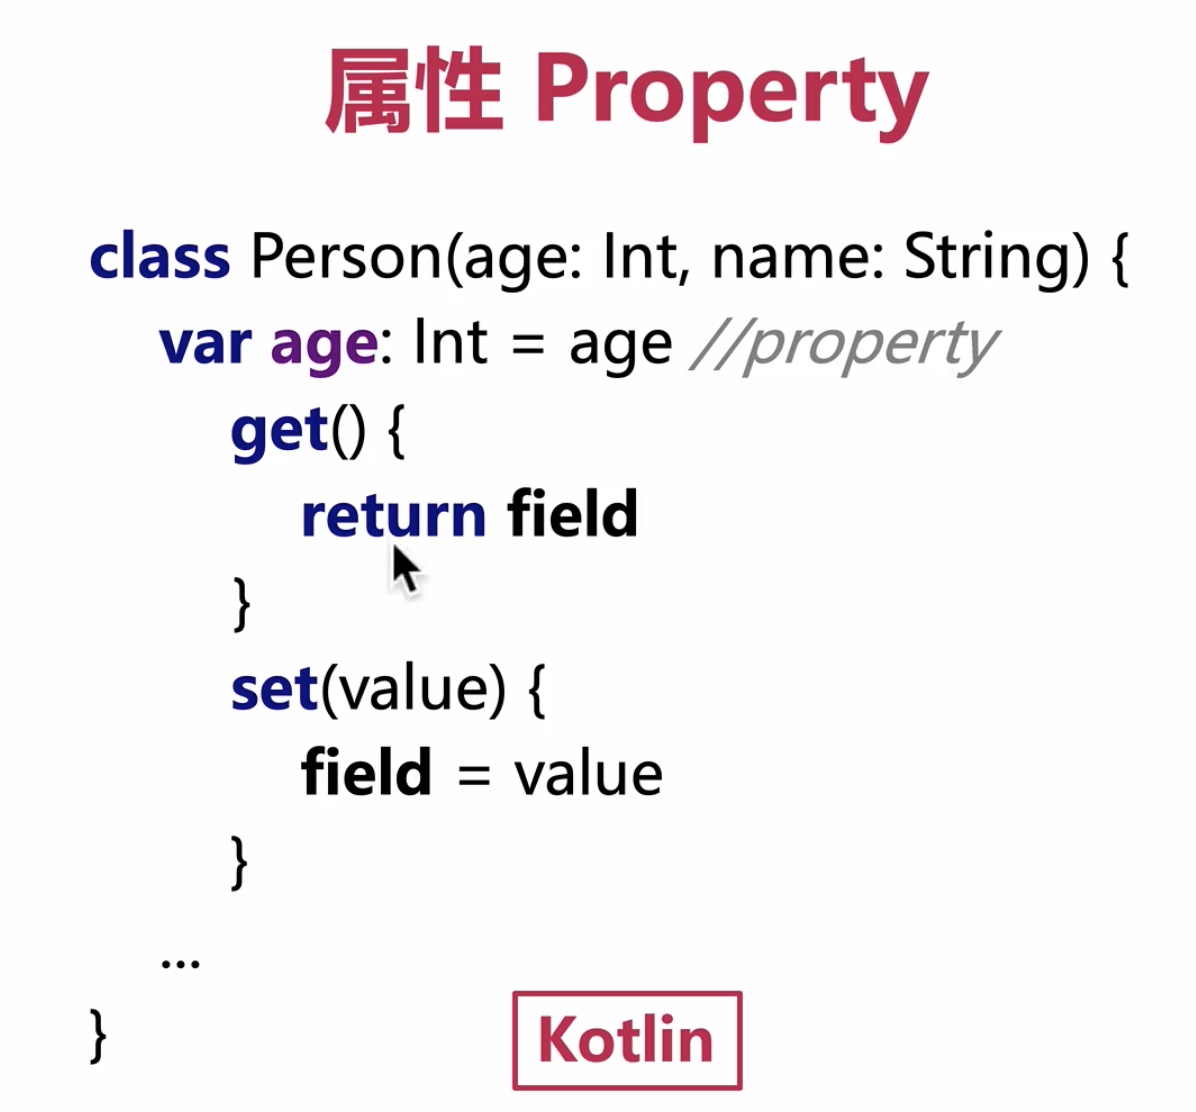 属性 Property
class Person(age: Int, name: String) {
var age: Int = age //property
get() {
return field
}
set(value) {
field = value
}
...
}
Kotlin